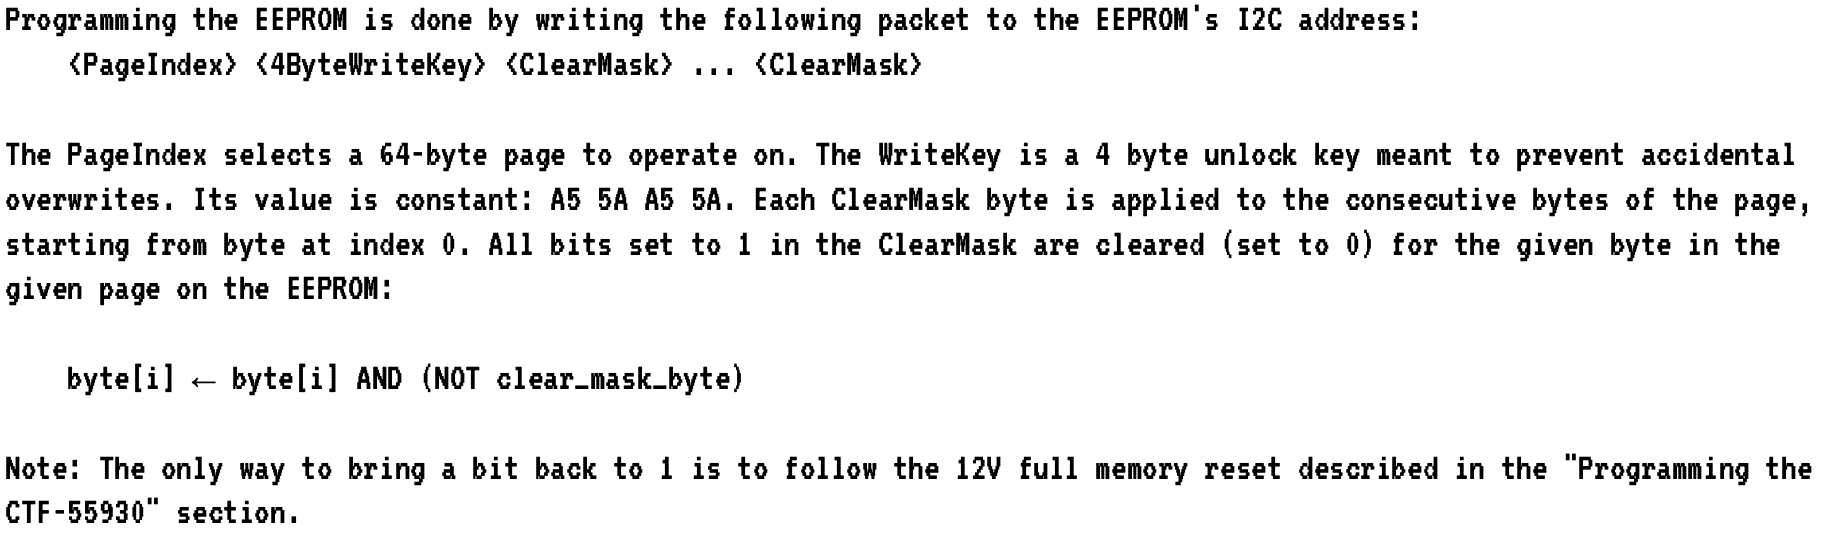 Programming the EEPROM is done by writing the following packet to the EEPROM's I2C address:
<PageIndex> <4ByteWriteKey> <ClearMask> ... <ClearMask>
The PageIndex selects a 64-byte page to operate on. The WriteKey is a 4 byte unlock key meant to prevent accidental
overwrites. Its value is constant: A5 5A A5 5A. Each ClearMask byte is applied to the consecutive bytes of the page,
starting from byte at index 0. All bits set to 1 in the ClearMask are cleared (set to 0) for the given byte in the
given page on the EEPROM:
byte[i] ← byte[i] AND (NOT clear_mask_byte)
Note: The only way to bring a bit back to 1 is to follow the 12V full memory reset described in the "Programming the
CTF-55930" section.